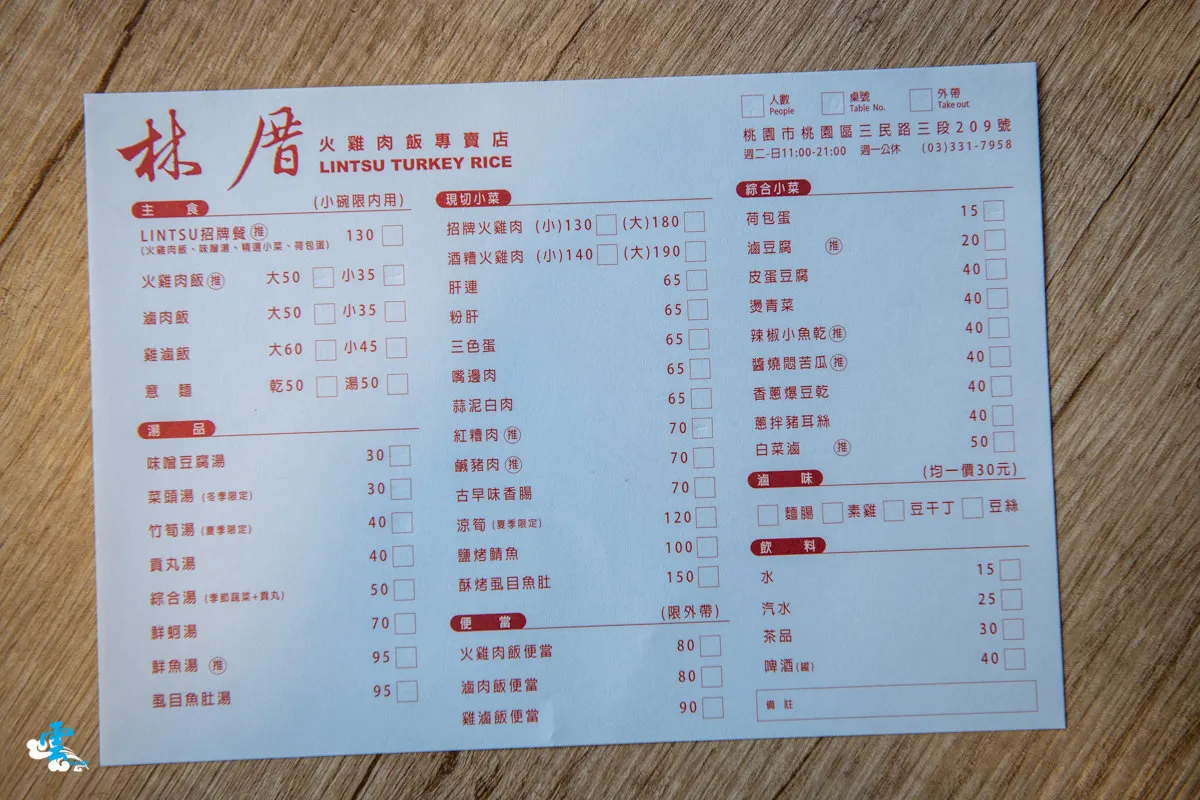 林厝 火雞肉飯專賣店
LINTSU TURKEY RICE
人數 People 桌號 Table No. 外帶 Take out
桃園市桃園區三民路三段209號
週二-日11:00-21:00 週一公休 (03)331-7958
主食 (小碗限內用)
LINTSU招牌餐 推 130
(火雞肉飯、味噌湯、精選小菜、荷包蛋)
火雞肉飯 推 大50 小35
滷肉飯 大50 小35
雞滷飯 大60 小45
意麵 乾50 湯50
湯品
味噌豆腐湯 30
菜頭湯 (冬季限定) 30
竹筍湯 (夏季限定) 40
貢丸湯 40
綜合湯 (季節蔬菜+貢丸) 50
鮮蚵湯 70
鮮魚湯 推 95
虱目魚肚湯 95
現切小菜
招牌火雞肉 (小)130 (大)180
酒糟火雞肉 (小)140 (大)190
肝連 65
粉肝 65
三色蛋 65
嘴邊肉 65
蒜泥白肉 65
紅糟肉 推 70
鹹豬肉 推 70
古早味香腸 70
涼筍 (夏季限定) 120
鹽烤鯖魚 100
酥烤虱目魚肚 150
便當 (限外帶)
火雞肉飯便當 80
滷肉飯便當 80
雞滷飯便當 90
綜合小菜
荷包蛋 15
滷豆腐 推 20
皮蛋豆腐 40
燙青菜 40
辣椒小魚乾 推 40
醬燒悶苦瓜 推 40
香蔥爆豆乾 40
蔥拌豬耳絲 40
白菜滷 推 50
滷味 (均一價30元)
麵腸 素雞 豆干丁 豆絲
飲料
水 15
汽水 25
茶品 30
啤酒(罐) 40
備註
雲